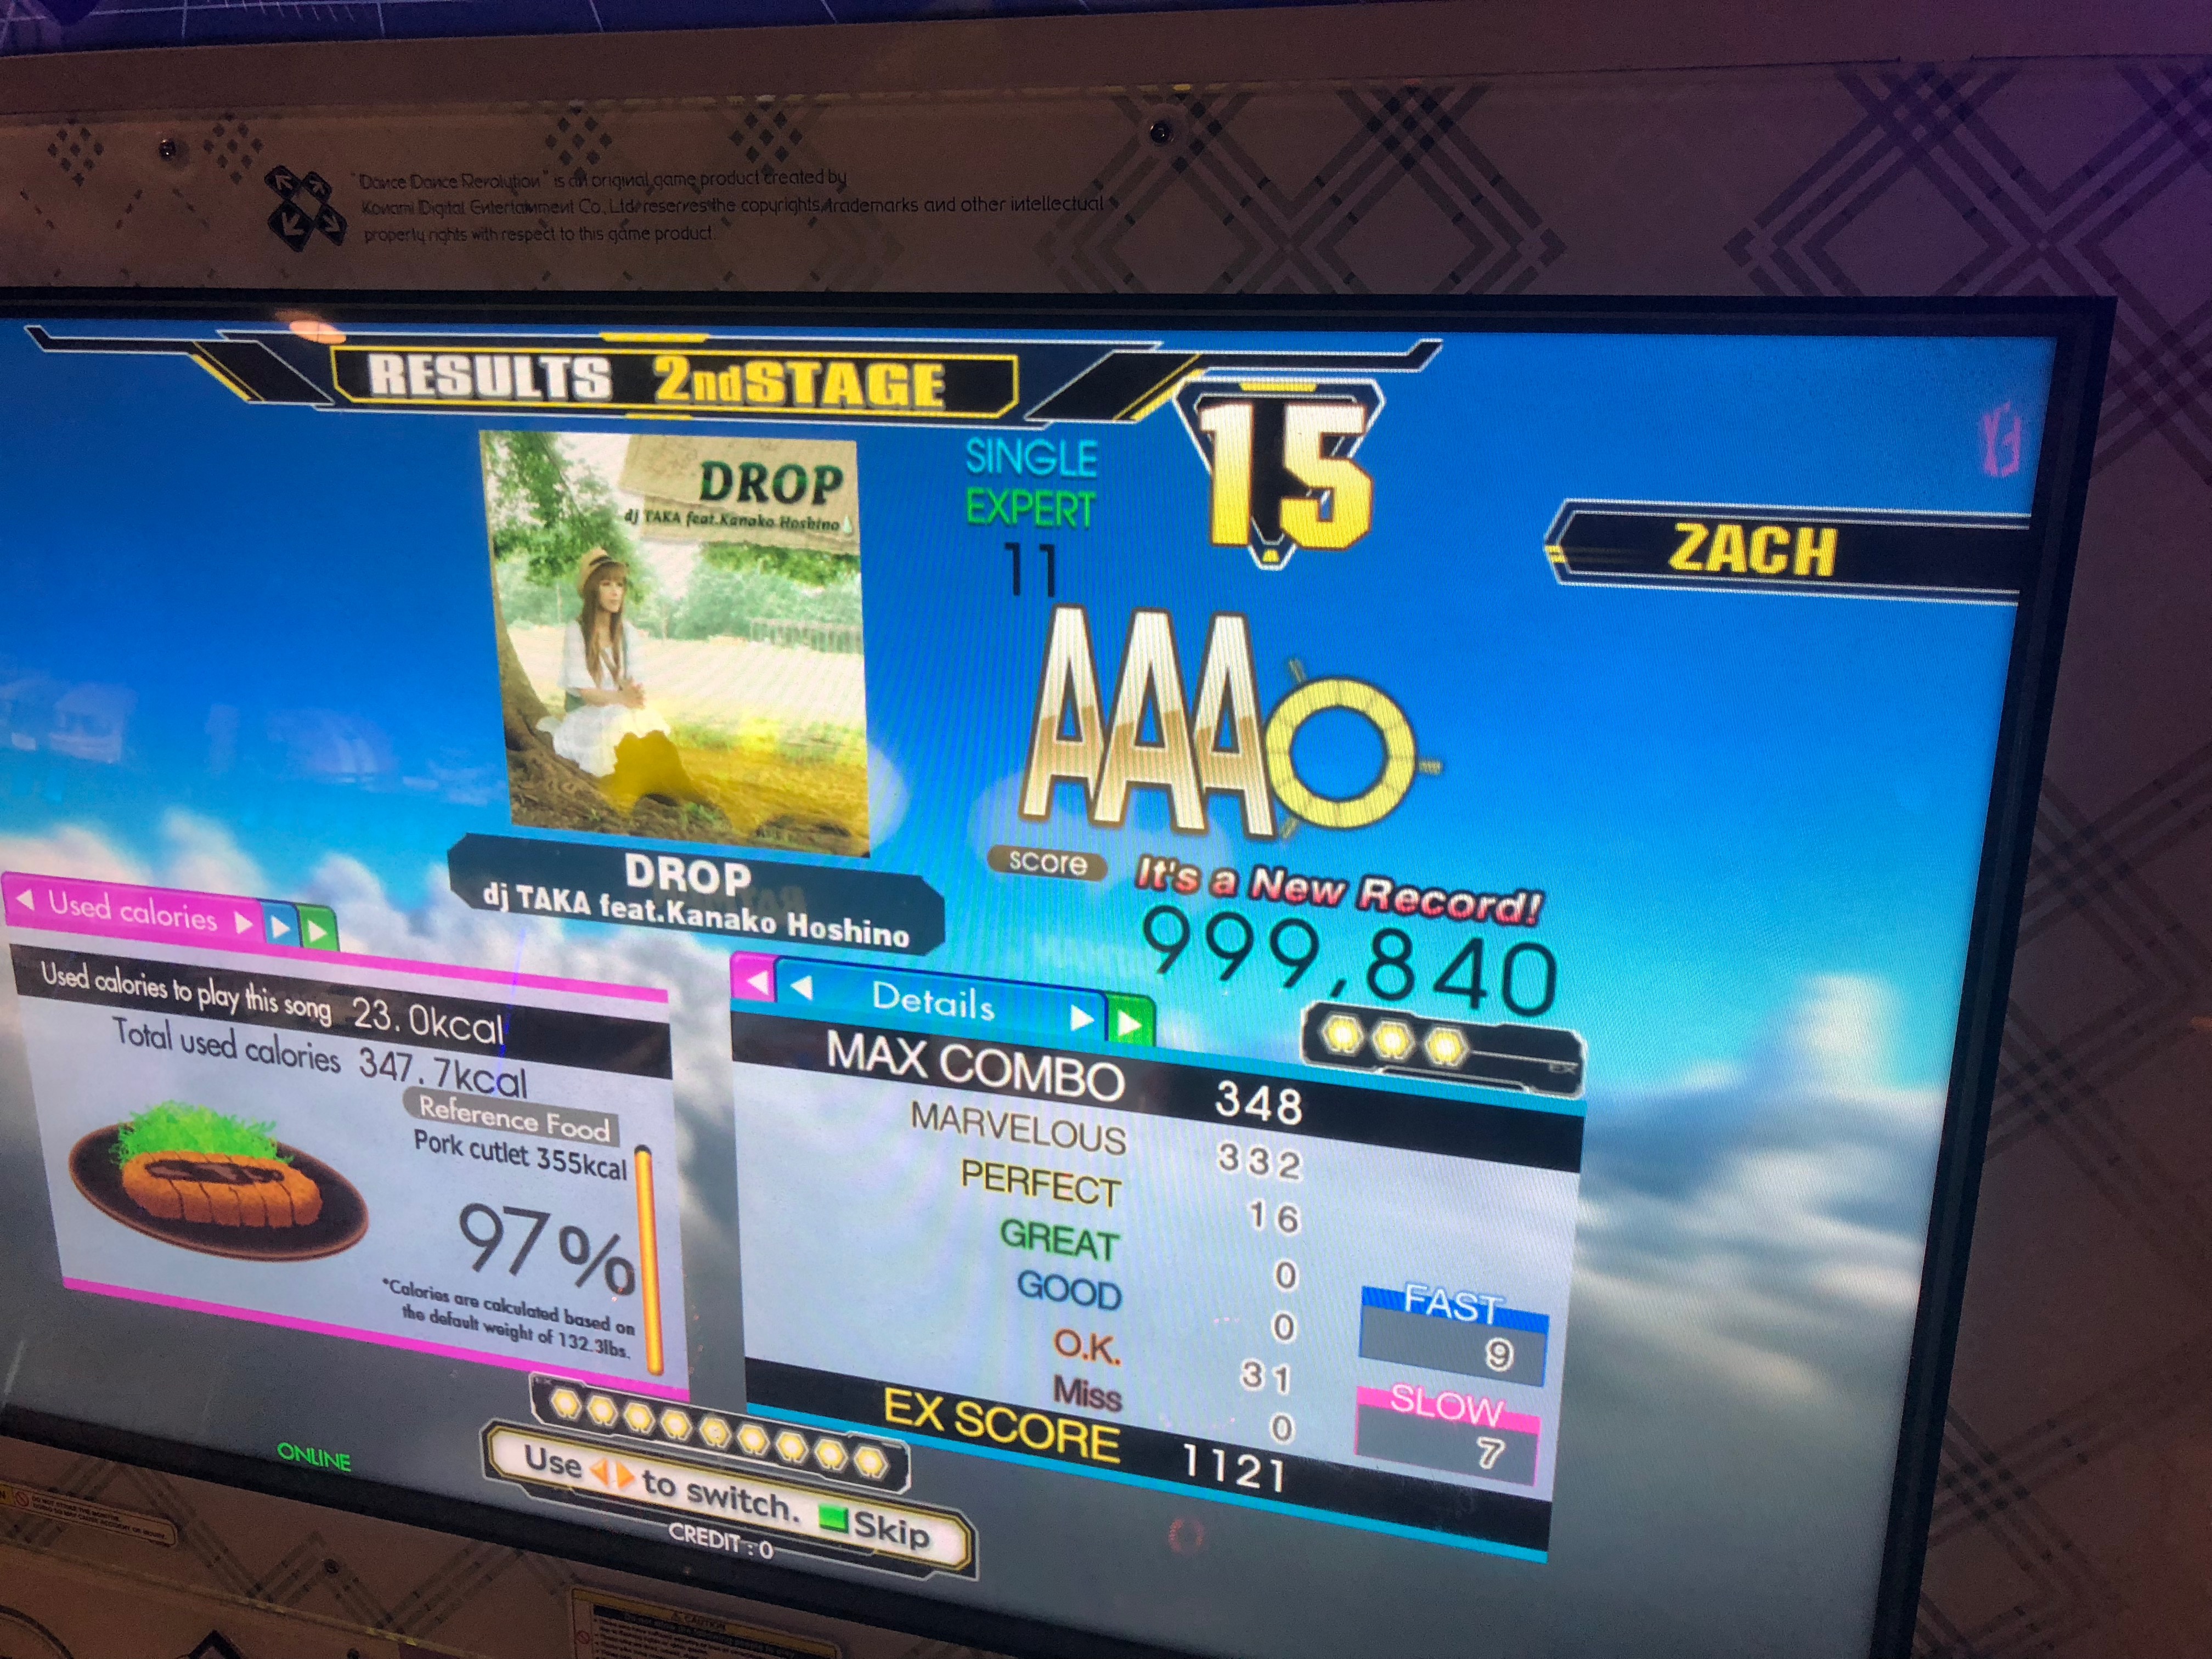 "Dance Dance Revolution" is an original game product created by
Konami Digital Entertainment Co., Ltd. reserves the copyrights, trademarks and other intellectual
property rights with respect to this game product.
RESULTS 2ndSTAGE
15
SINGLE
EXPERT
11
ZACH
DROP
dj TAKA feat.Kanako Hoshino
AAA
DROP
dj TAKA feat.Kanako Hoshino
score
It's a New Record!
999,840
EX
Used calories
Used calories to play this song 23.0kcal
Total used calories 347.7kcal
Reference Food
Pork cutlet 355kcal
97%
*Calories are calculated based on
the default weight of 132.3lbs.
Details
MAX COMBO 348
MARVELOUS 332
PERFECT 16
GREAT 0
GOOD 0
O.K. 31
Miss 0
EX SCORE 1121
FAST
9
SLOW
7
EX
Use to switch. Skip
ONLINE
CREDIT : 0
CAUTION